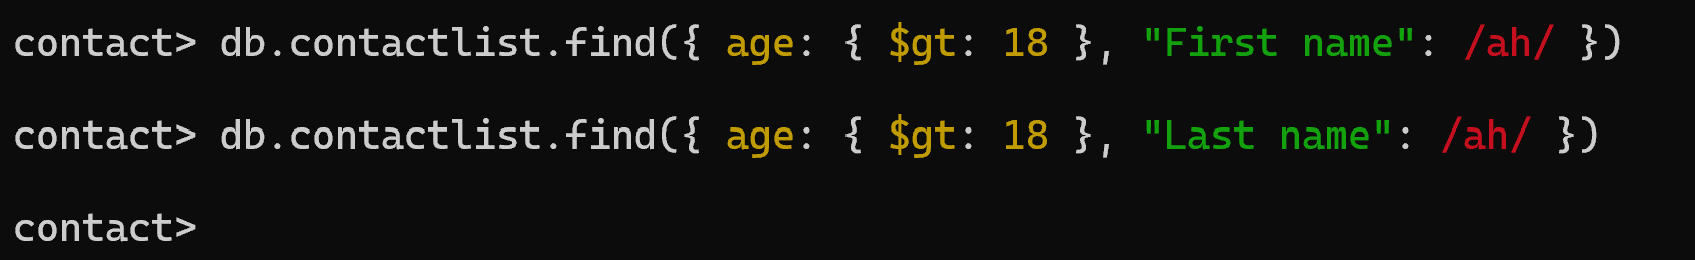 contact> db.contactlist.find({ age: { $gt: 18 }, "First name": /ah/ })
contact> db.contactlist.find({ age: { $gt: 18 }, "Last name": /ah/ })
contact>